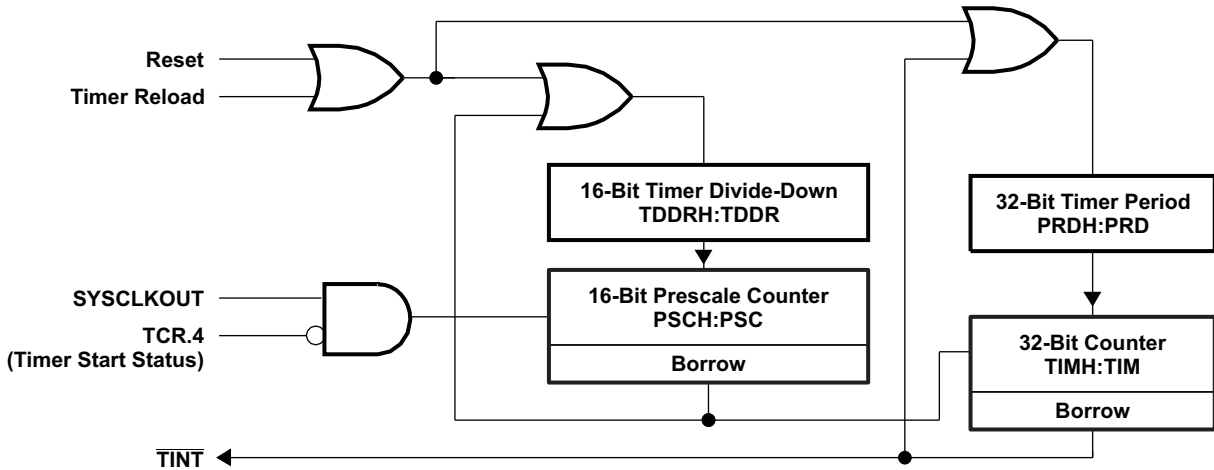 Reset
Timer Reload
16-Bit Timer Divide-Down
TDDRH:TDDR
32-Bit Timer Period
PRDH:PRD
SYSCLKOUT
TCR.4
(Timer Start Status)
16-Bit Prescale Counter
PSCH:PSC
Borrow
32-Bit Counter
TIMH:TIM
Borrow
TINT